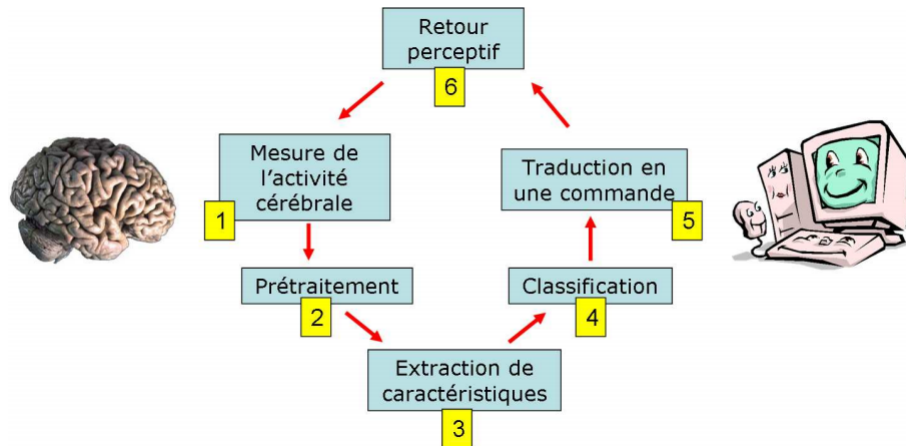 Retour
perceptif
6
Mesure de
l'activité
cérébrale
1
Prétraitement
2
Extraction de
caractéristiques
3
Classification
4
Traduction en
une commande
5